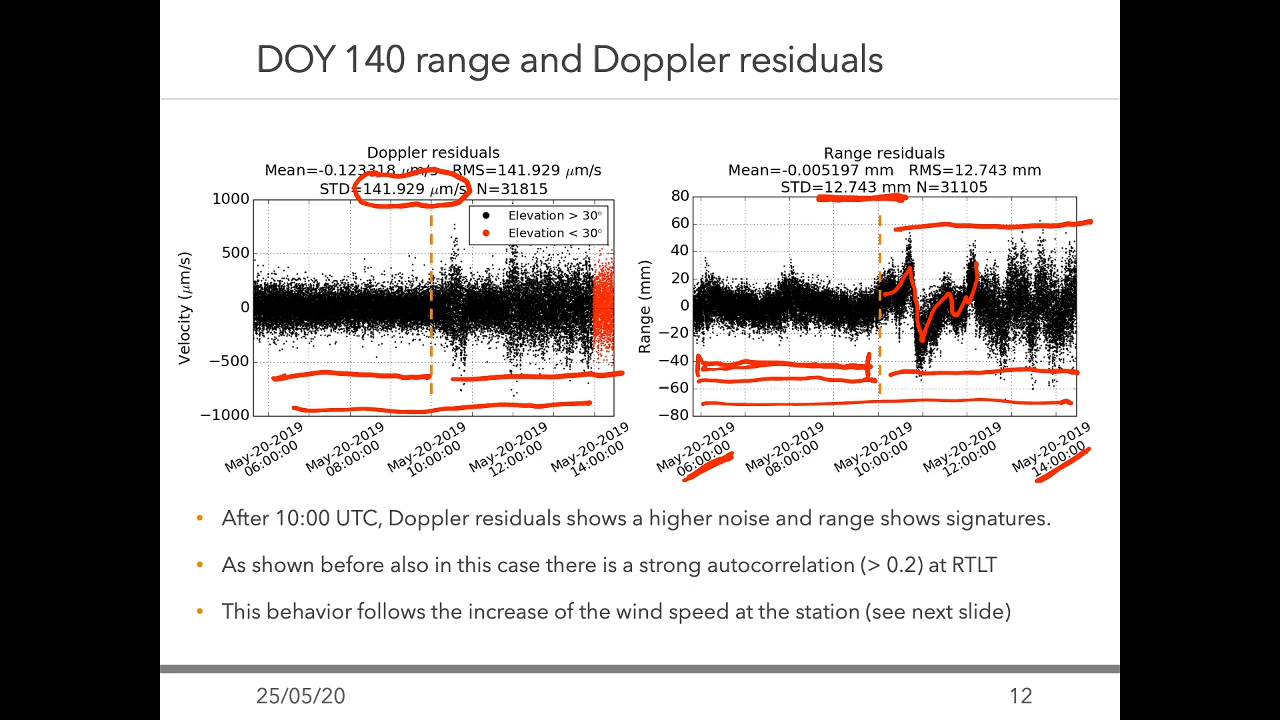 DOY 140 range and Doppler residuals
Doppler residuals
Mean=-0.123318 μm/s RMS=141.929 μm/s
STD=141.929 μm/s N=31815
Elevation > 30°
Elevation < 30°
Velocity (μm/s)
1000
500
0
−500
−1000
May-20-2019 06:00:00
May-20-2019 08:00:00
May-20-2019 10:00:00
May-20-2019 12:00:00
May-20-2019 14:00:00
Range residuals
Mean=-0.005197 mm RMS=12.743 mm
STD=12.743 mm N=31105
Range (mm)
80
60
40
20
0
−20
−40
−60
−80
May-20-2019 06:00:00
May-20-2019 08:00:00
May-20-2019 10:00:00
May-20-2019 12:00:00
May-20-2019 14:00:00
• After 10:00 UTC, Doppler residuals shows a higher noise and range shows signatures.
• As shown before also in this case there is a strong autocorrelation (> 0.2) at RTLT
• This behavior follows the increase of the wind speed at the station (see next slide)
25/05/20
12